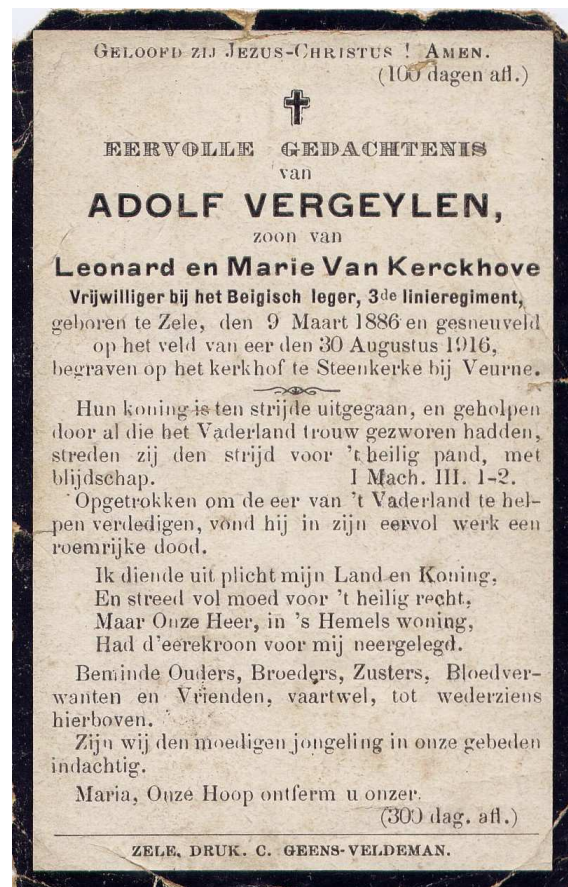 GELOOFD ZIJ JEZUS-CHRISTUS ! AMEN.
(100 dagen afl.)
EERVOLLE GEDACHTENIS
van
ADOLF VERGEYLEN,
zoon van
Leonard en Marie Van Kerckhove
Vrijwilliger bij het Belgisch leger, 3de linieregiment,
geboren te Zele, den 9 Maart 1886 en gesneuveld
op het veld van eer den 30 Augustus 1916,
begraven op het kerkhof te Steenkerke bij Veurne.
Hun koning is ten strijde uitgegaan, en geholpen
door al die het Vaderland trouw gezworen hadden,
streden zij den strijd voor 't heilig pand, met
blijdschap. I Mach. III. 1-2.
Opgetrokken om de eer van 't Vaderland te hel-
pen verdedigen, vond hij in zijn eervol werk een
roemrijke dood.
Ik diende uit plicht mijn Land en Koning,
En streed vol moed voor 't heilig recht,
Maar Onze Heer, in 's Hemels woning,
Had d'eerekroon voor mij neergelegd.
Beminde Ouders, Broeders, Zusters, Bloedver-
wanten en Vrienden, vaartwel, tot wederziens
hierboven.
Zijn wij den moedigen jongeling in onze gebeden
indachtig.
Maria, Onze Hoop ontferm u onzer.
(300 dag. afl.)
ZELE, DRUK. C. GEENS-VELDEMAN.